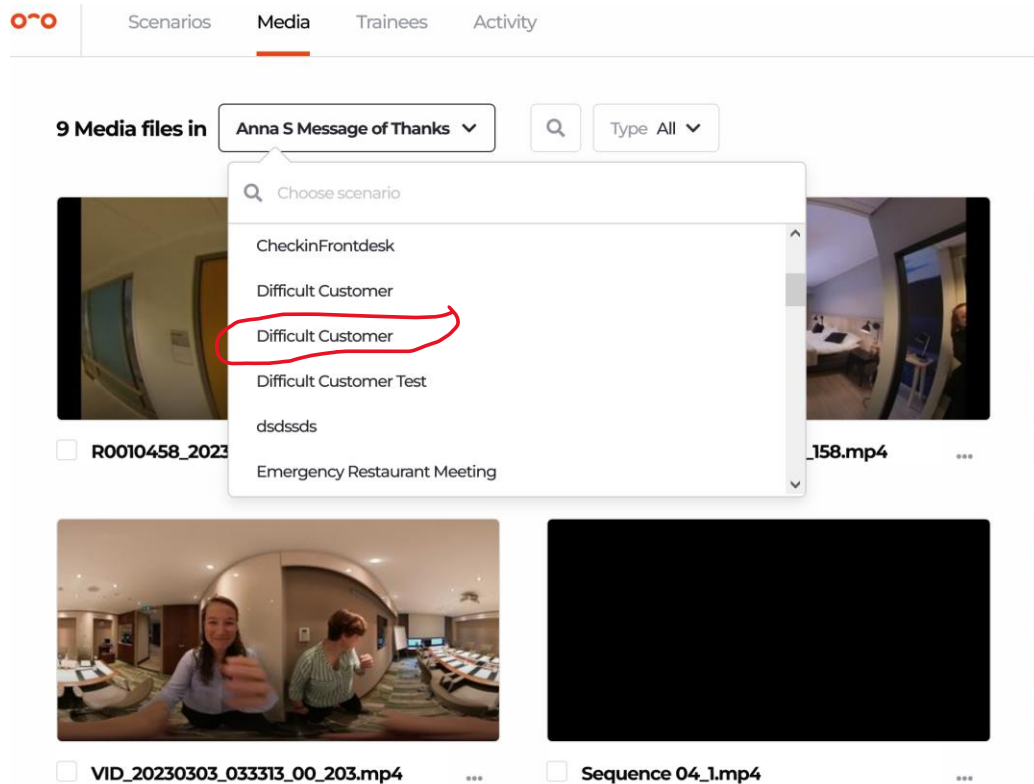 Scenarios Media Trainees Activity
9 Media files in Anna S Message of Thanks Type All
Choose scenario
CheckinFrontdesk
Difficult Customer
Difficult Customer
Difficult Customer Test
dsdssds
Emergency Restaurant Meeting
R0010458_2023
_158.mp4
VID_20230303_033313_00_203.mp4
Sequence 04_1.mp4